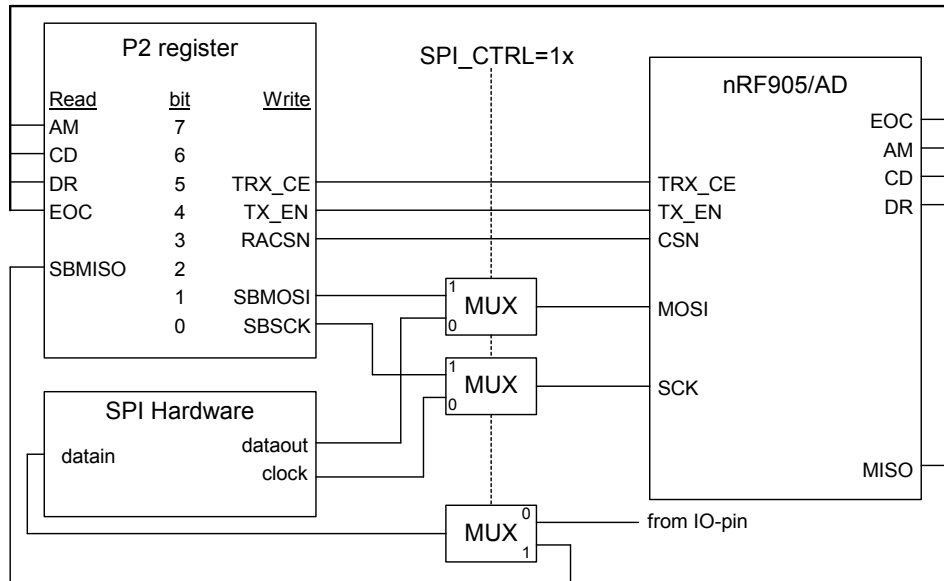 P2 register
SPI_CTRL=1x
nRF905/AD
Read bit Write
AM 7
CD 6
DR 5 TRX_CE
EOC 4 TX_EN
3 RACSN
SBMISO 2
1 SBMOSI
0 SBSCK
EOC
AM
CD
DR
TRX_CE
TX_EN
CSN
MOSI
SCK
MISO
1
MUX
0
1
MUX
0
SPI Hardware
dataout
datain
clock
0
MUX
1
from IO-pin